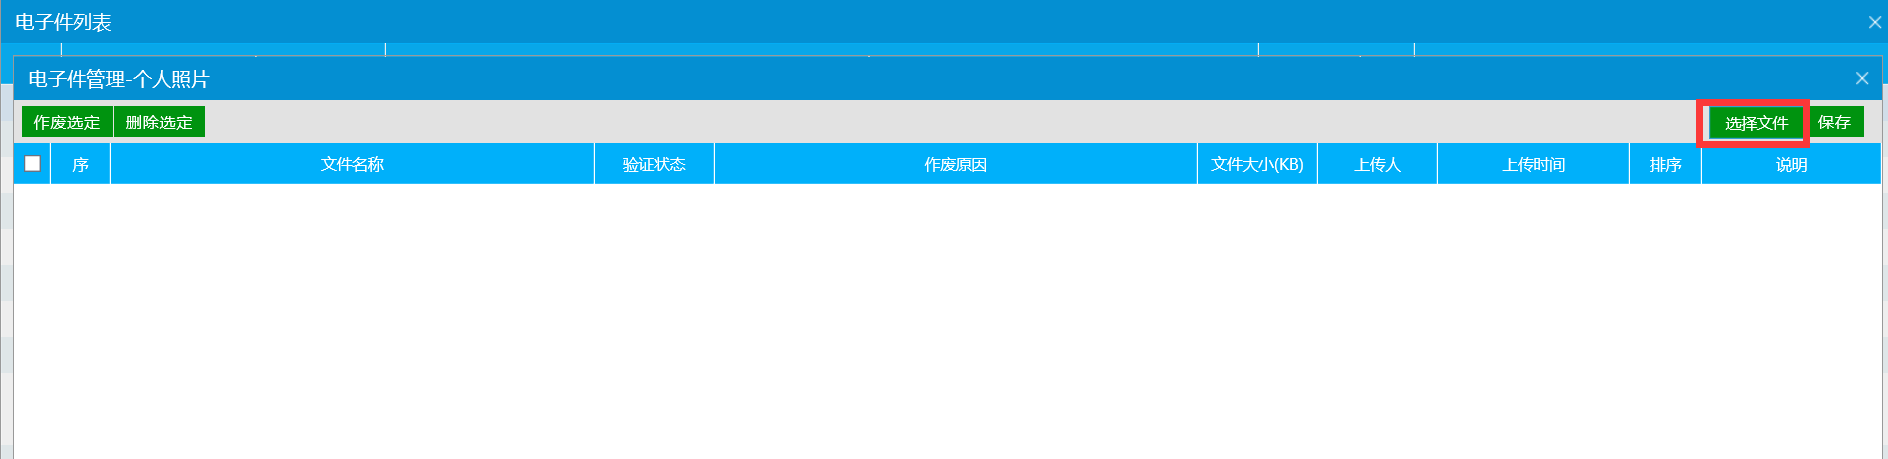 电子件列表
电子件管理-个人照片
作废选定 删除选定 选择文件 保存
序 文件名称 验证状态 作废原因 文件大小(KB) 上传人 上传时间 排序 说明